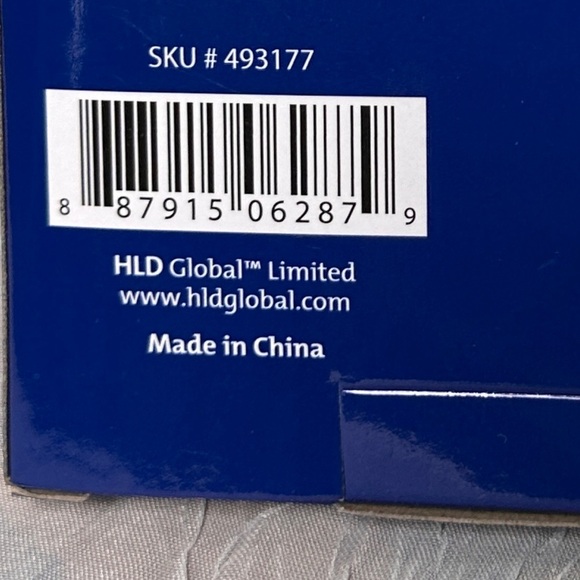 SKU # 493177
8 87915 06287 9
HLD Global™ Limited
www.hldglobal.com
Made in China